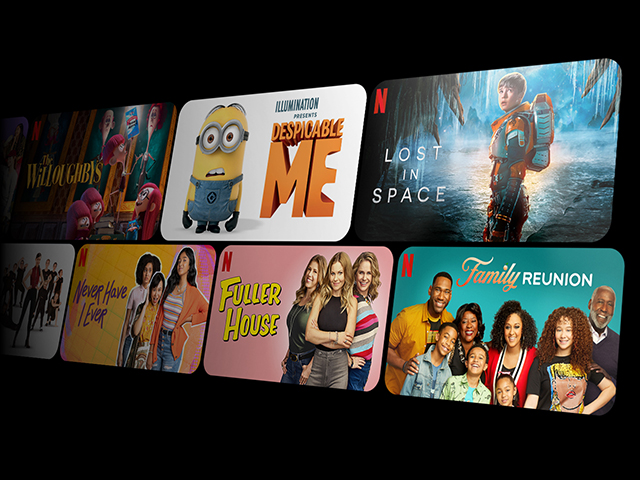 N
The
WILLOUGHBYS
ILLUMINATION
PRESENTS
DESPICABLE
ME
N
LOST
IN
SPACE
N
NEVER HAVE
I EVER
N
FULLER
HOUSE
N
Family REUNION